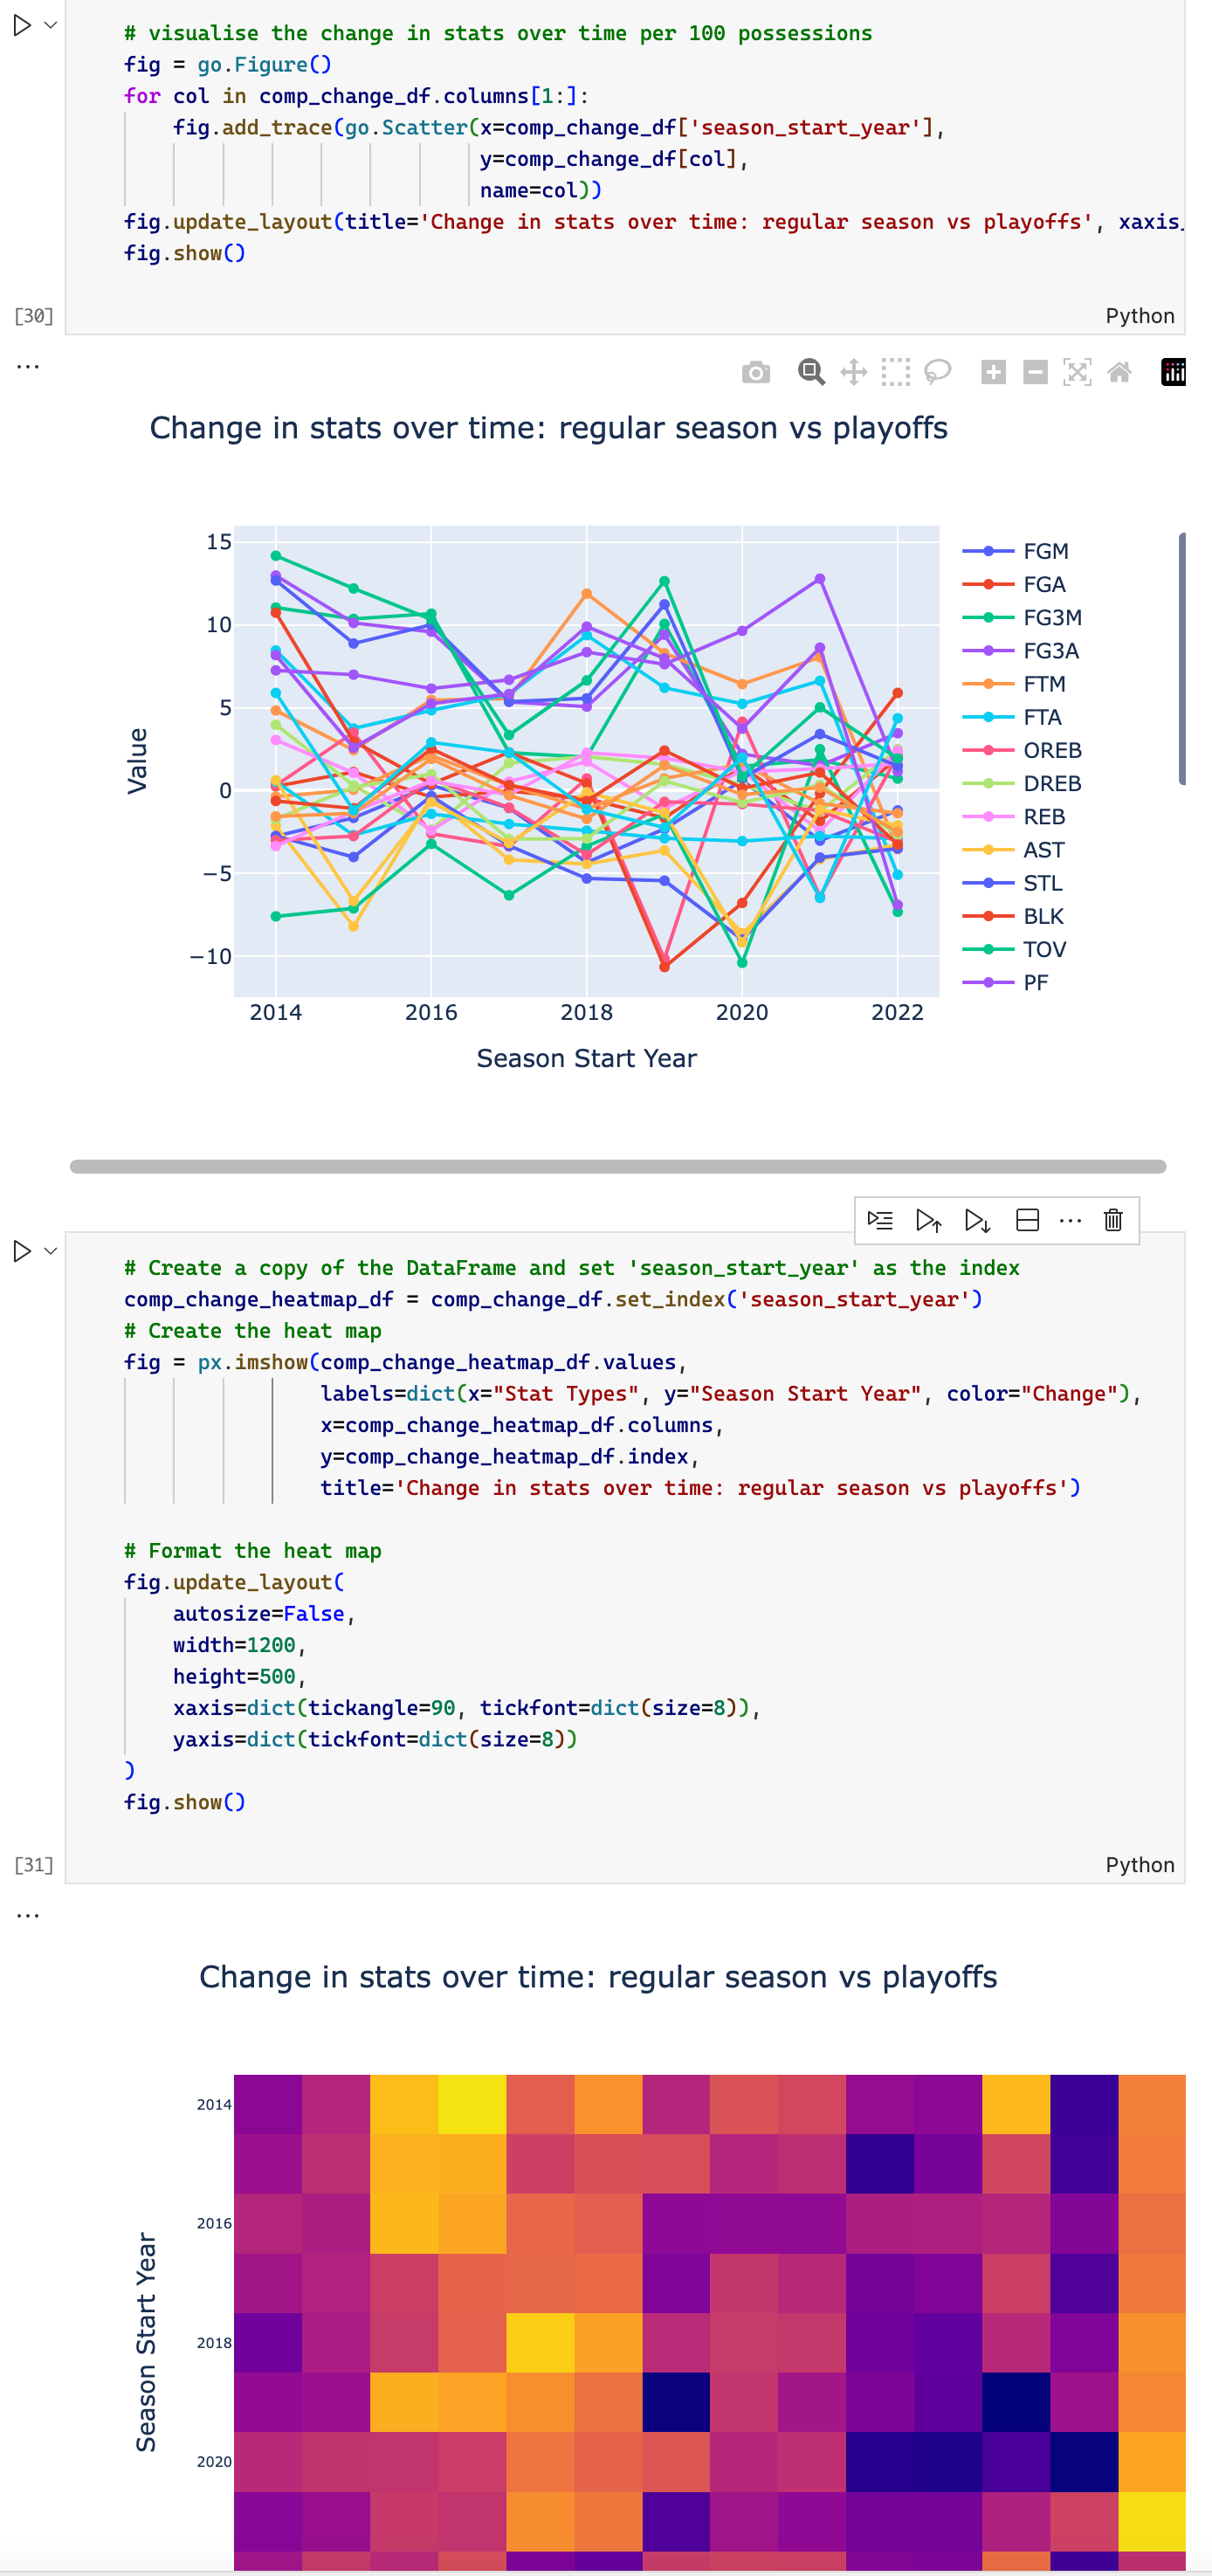 # visualise the change in stats over time per 100 possessions
fig = go.Figure()
for col in comp_change_df.columns[1:]:
fig.add_trace(go.Scatter(x=comp_change_df['season_start_year'],
y=comp_change_df[col],
name=col))
fig.update_layout(title='Change in stats over time: regular season vs playoffs', xaxis_
fig.show()
[30]
Python
...
Change in stats over time: regular season vs playoffs
15
10
5
0
−5
−10
Value
2014
2016
2018
2020
2022
Season Start Year
FGM
FGA
FG3M
FG3A
FTM
FTA
OREB
DREB
REB
AST
STL
BLK
TOV
PF
# Create a copy of the DataFrame and set 'season_start_year' as the index
comp_change_heatmap_df = comp_change_df.set_index('season_start_year')
# Create the heat map
fig = px.imshow(comp_change_heatmap_df.values,
labels=dict(x="Stat Types", y="Season Start Year", color="Change"),
x=comp_change_heatmap_df.columns,
y=comp_change_heatmap_df.index,
title='Change in stats over time: regular season vs playoffs')
# Format the heat map
fig.update_layout(
autosize=False,
width=1200,
height=500,
xaxis=dict(tickangle=90, tickfont=dict(size=8)),
yaxis=dict(tickfont=dict(size=8))
)
fig.show()
[31]
Python
...
Change in stats over time: regular season vs playoffs
2014
2016
2018
2020
Season Start Year